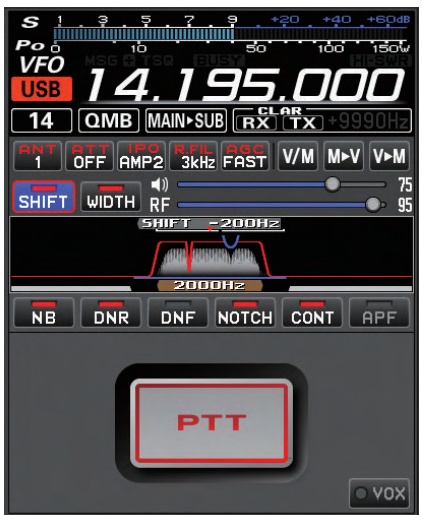 S 1 3 5 7 9 +20 +40 +60dB
Po 0 10 50 100 150W
VFO MSG TSQ BUSY HI-SWR
USB 14.195.000
14 QMB MAIN▸SUB CLAR RX TX +9990Hz
ANT 1 ATT OFF IPO AMP2 R.FIL 3kHz AGC FAST V/M M▸V V▸M
SHIFT WIDTH 75
RF 95
SHIFT -200Hz
2000Hz
NB DNR DNF NOTCH CONT APF
PTT
VOX